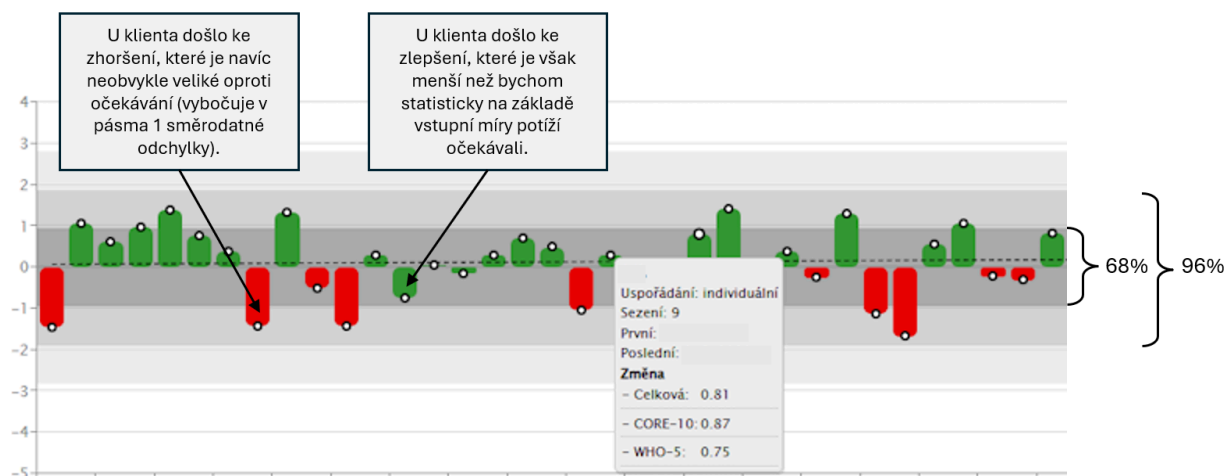 U klienta došlo ke
zhoršení, které je navíc
neobvykle veliké oproti
očekávání (vybočuje v
pásma 1 směrodatné
odchylky).
U klienta došlo ke
zlepšení, které je však
menší než bychom
statisticky na základě
vstupní míry potíží
očekávali.
4
3
2
1
0
-1
-2
-3
-4
-5
68%
96%
Uspořádání: individuální
Sezení: 9
První:
Poslední:
Změna
- Celková: 0.81
- CORE-10: 0.87
- WHO-5: 0.75